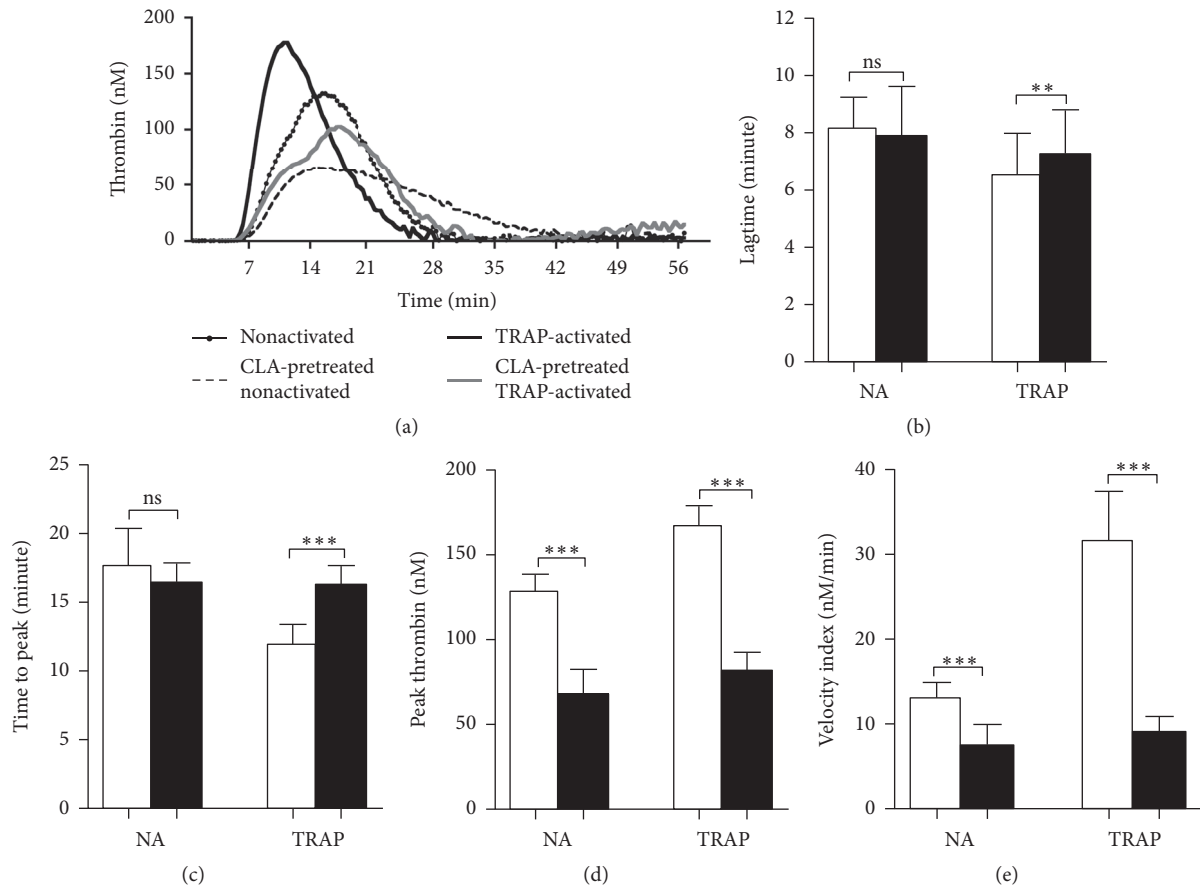 200
150
100
50
0
Thrombin (nM)
7 14 21 28 35 42 49 56
Time (min)
Nonactivated
TRAP-activated
CLA-pretreated
nonactivated
CLA-pretreated
TRAP-activated
(a)
12
10
8
6
4
2
0
Lagtime (minute)
ns
**
NA TRAP
(b)
25
20
15
10
5
0
Time to peak (minute)
ns
***
NA TRAP
(c)
200
150
100
50
0
Peak thrombin (nM)
***
***
NA TRAP
(d)
40
30
20
10
0
Velocity index (nM/min)
***
***
NA TRAP
(e)